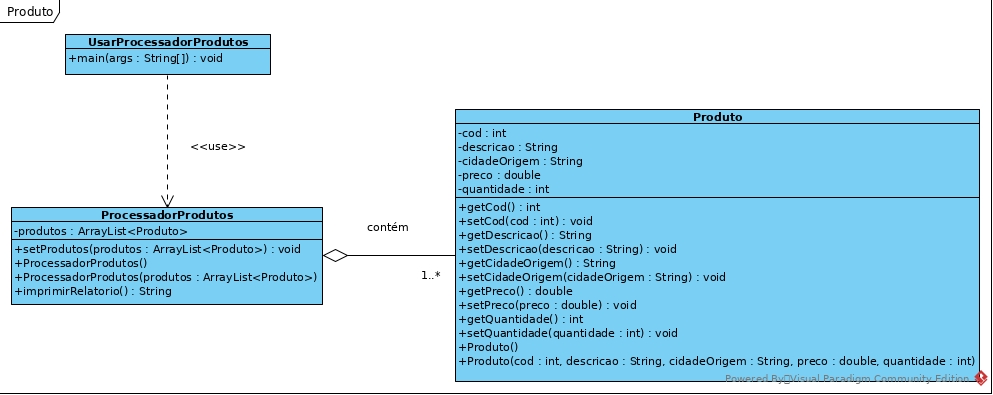 Produto
UsarProcessadorProdutos
+main(args : String[]) : void
<<use>>
ProcessadorProdutos
-produtos : ArrayList<Produto>
+setProdutos(produtos : ArrayList<Produto>) : void
+ProcessadorProdutos()
+ProcessadorProdutos(produtos : ArrayList<Produto>)
+imprimirRelatorio() : String
contém
1..*
Produto
-cod : int
-descricao : String
-cidadeOrigem : String
-preco : double
-quantidade : int
+getCod() : int
+setCod(cod : int) : void
+getDescricao() : String
+setDescricao(descricao : String) : void
+getCidadeOrigem() : String
+setCidadeOrigem(cidadeOrigem : String) : void
+getPreco() : double
+setPreco(preco : double) : void
+getQuantidade() : int
+setQuantidade(quantidade : int) : void
+Produto()
+Produto(cod : int, descricao : String, cidadeOrigem : String, preco : double, quantidade : int)
Powered By Visual Paradigm Community Edition